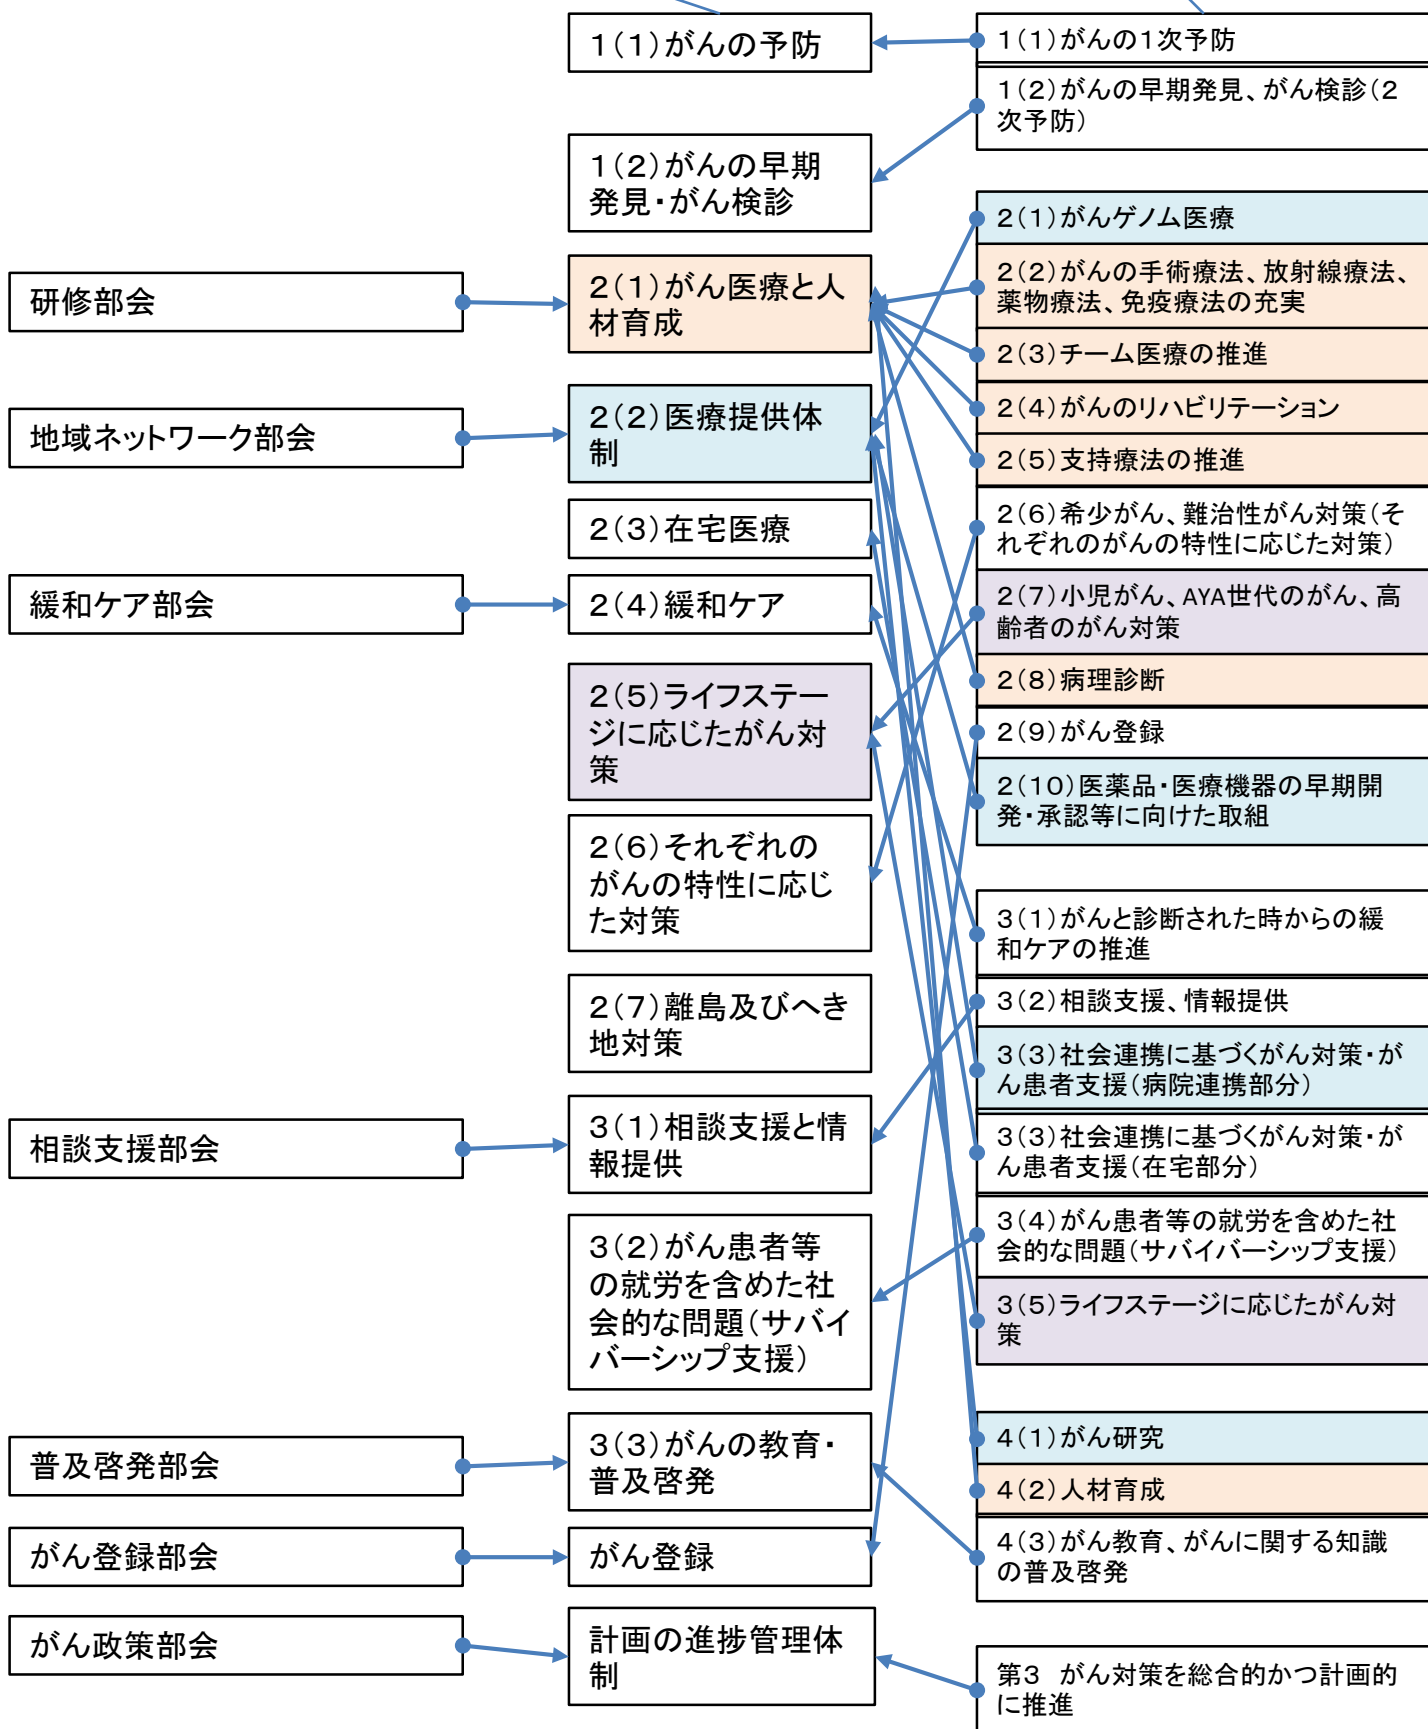 研修部会
地域ネットワーク部会
緩和ケア部会
相談支援部会
普及啓発部会
がん登録部会
がん政策部会
1(1)がんの予防
1(2)がんの早期
発見・がん検診
2(1)がん医療と人
材育成
2(2)医療提供体
制
2(3)在宅医療
2(4)緩和ケア
2(5)ライフステー
ジに応じたがん対
策
2(6)それぞれの
がんの特性に応じ
た対策
2(7)離島及びへき
地対策
3(1)相談支援と情
報提供
3(2)がん患者等
の就労を含めた社
会的な問題(サバイ
バーシップ支援)
3(3)がんの教育・
普及啓発
がん登録
計画の進捗管理体
制
1(1)がんの1次予防
1(2)がんの早期発見、がん検診(2
次予防)
2(1)がんゲノム医療
2(2)がんの手術療法、放射線療法、
薬物療法、免疫療法の充実
2(3)チーム医療の推進
2(4)がんのリハビリテーション
2(5)支持療法の推進
2(6)希少がん、難治性がん対策(そ
れぞれのがんの特性に応じた対策)
2(7)小児がん、AYA世代のがん、高
齢者のがん対策
2(8)病理診断
2(9)がん登録
2(10)医薬品・医療機器の早期開
発・承認等に向けた取組
3(1)がんと診断された時からの緩
和ケアの推進
3(2)相談支援、情報提供
3(3)社会連携に基づくがん対策・が
ん患者支援(病院連携部分)
3(3)社会連携に基づくがん対策・が
ん患者支援(在宅部分)
3(4)がん患者等の就労を含めた社
会的な問題(サバイバーシップ支援)
3(5)ライフステージに応じたがん対
策
4(1)がん研究
4(2)人材育成
4(3)がん教育、がんに関する知識
の普及啓発
第3　がん対策を総合的かつ計画的
に推進